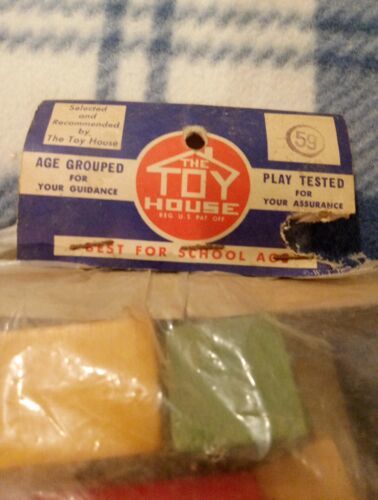 Selected
and
Recommended
by
The Toy House
59
AGE GROUPED
FOR
YOUR GUIDANCE
THE
TOY
HOUSE
REG U.S. PAT OFF
PLAY TESTED
FOR
YOUR ASSURANCE
BEST FOR SCHOOL AGE